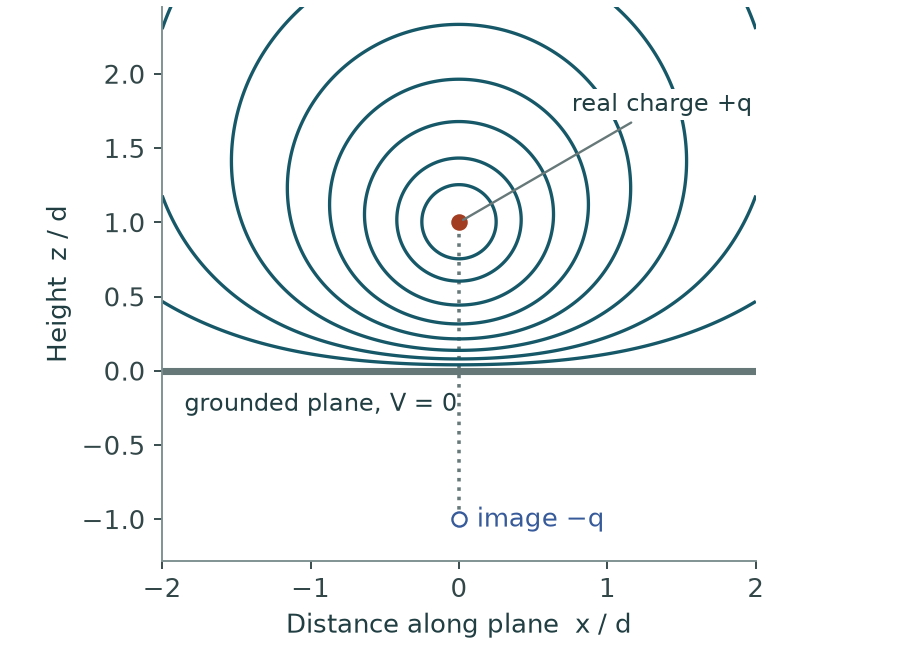 2.0
1.5
1.0
0.5
0.0
−0.5
−1.0
Height z / d
real charge +q
grounded plane, V = 0
image −q
−2
−1
0
1
2
Distance along plane x / d